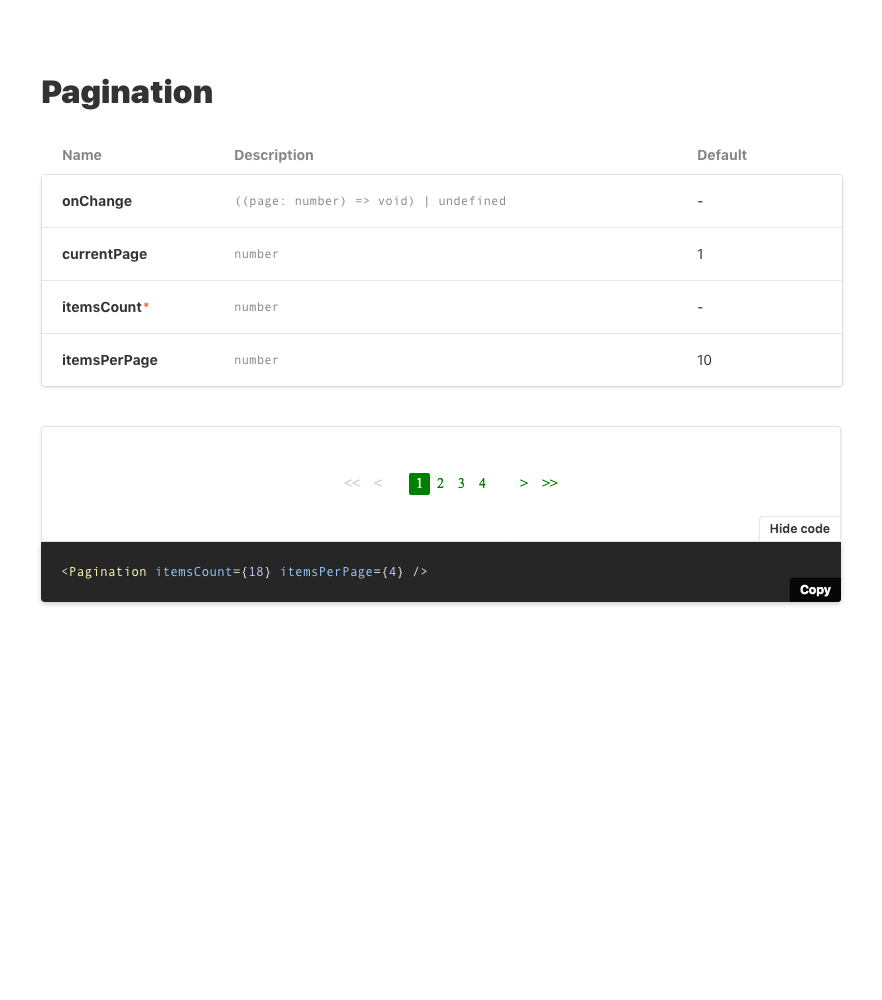 Pagination
Name Description Default
onChange ((page: number) => void) | undefined -
currentPage number 1
itemsCount* number -
itemsPerPage number 10
<< < 1 2 3 4 > >>
Hide code
<Pagination itemsCount={18} itemsPerPage={4} />
Copy